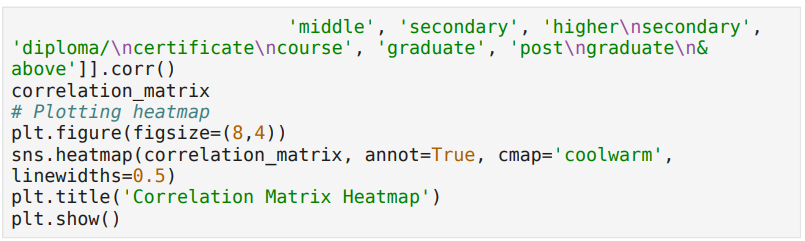 'middle', 'secondary', 'higher\nsecondary',
'diploma/\ncertificate\ncourse', 'graduate', 'post\ngraduate\n&
above']].corr()
correlation_matrix
# Plotting heatmap
plt.figure(figsize=(8,4))
sns.heatmap(correlation_matrix, annot=True, cmap='coolwarm',
linewidths=0.5)
plt.title('Correlation Matrix Heatmap')
plt.show()